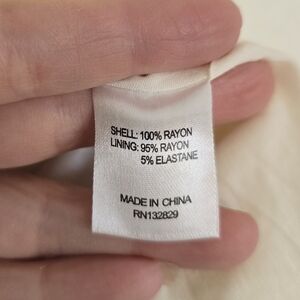 SHELL: 100% RAYON
LINING: 95% RAYON
5% ELASTANE
MADE IN CHINA
RN132829